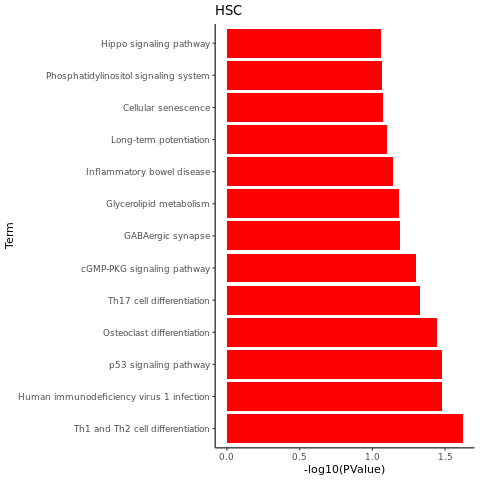 HSC
Hippo signaling pathway
Phosphatidylinositol signaling system
Cellular senescence
Long-term potentiation
Inflammatory bowel disease
Glycerolipid metabolism
GABAergic synapse
cGMP-PKG signaling pathway
Th17 cell differentiation
Osteoclast differentiation
p53 signaling pathway
Human immunodeficiency virus 1 infection
Th1 and Th2 cell differentiation
Term
0.0 0.5 1.0 1.5
-log10(PValue)